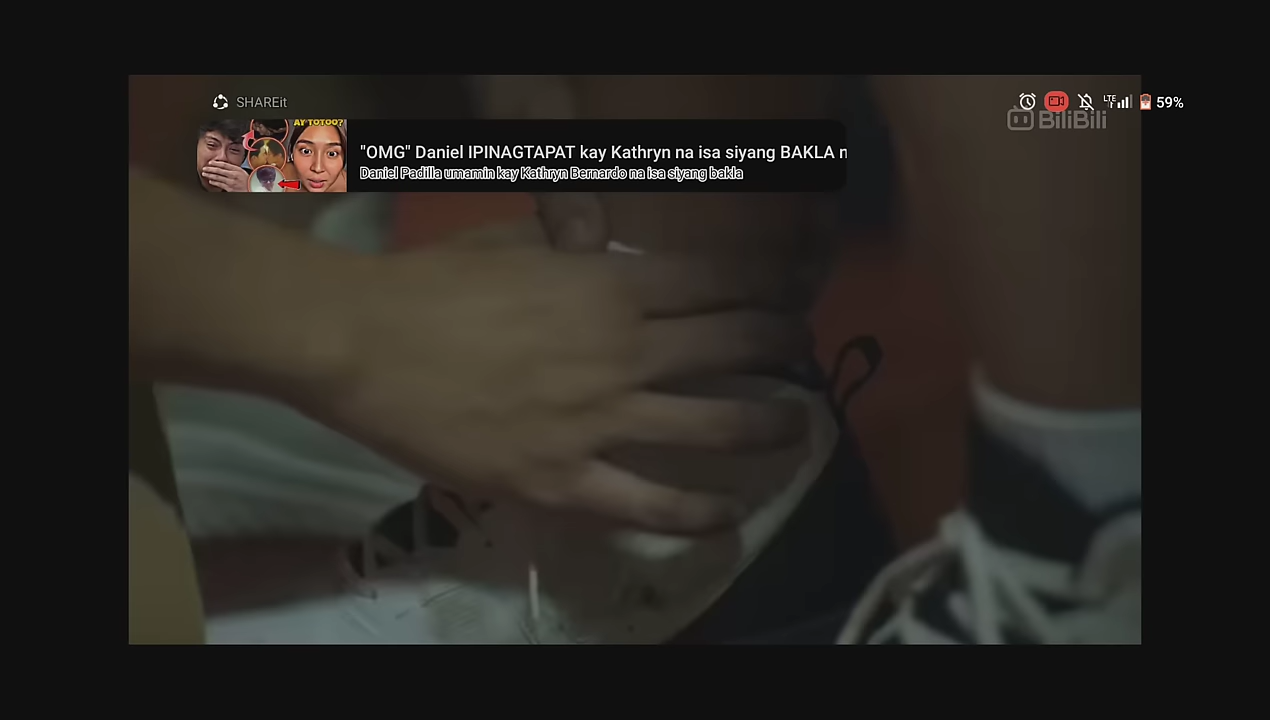 SHAREit
LTE 59%
BiliBili
AY TOTOO?
"OMG" Daniel IPINAGTAPAT kay Kathryn na isa siyang BAKLA
Daniel Padilla umamin kay Kathryn Bernardo na isa siyang bakla